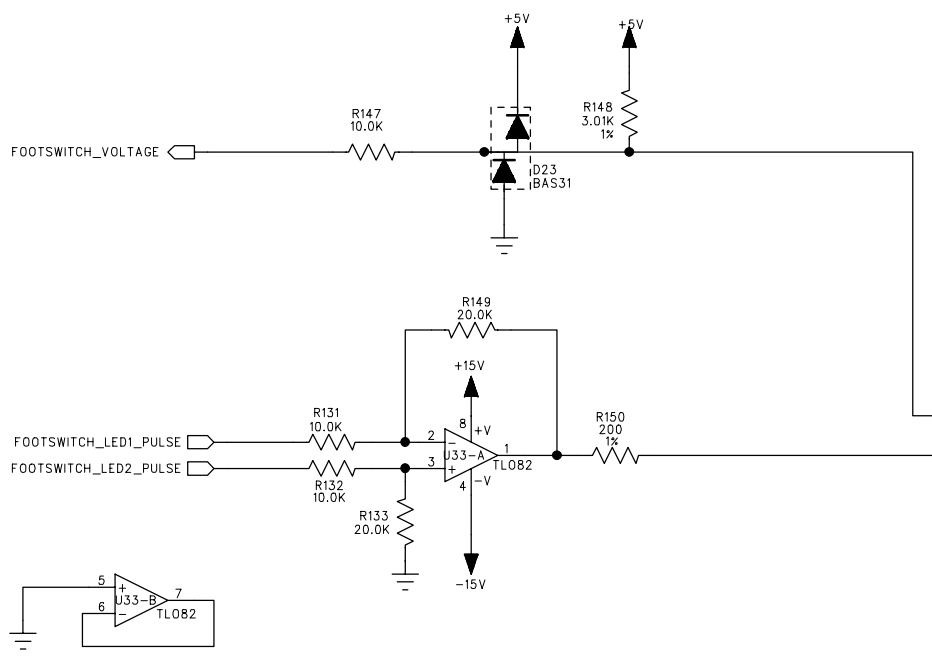 +5V
+5V
R147
10.0K
R148
3.01K
1%
FOOTSWITCH_VOLTAGE
D23
BAS31
R149
20.0K
+15V
R131
10.0K
8
+V
R150
200
1%
FOOTSWITCH_LED1_PULSE
2
−
U33-A
1
TL082
FOOTSWITCH_LED2_PULSE
3
+
R132
10.0K
4
-V
R133
20.0K
-15V
5
+
U33-B
7
6
−
TL082